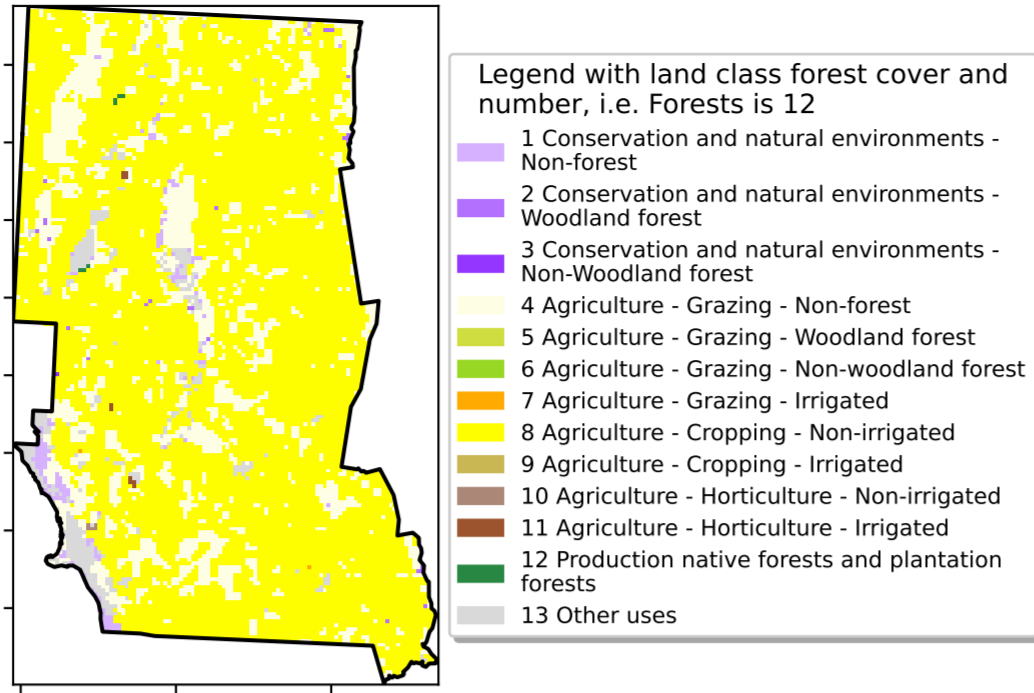 Legend with land class forest cover and
number, i.e. Forests is 12
1 Conservation and natural environments -
Non-forest
2 Conservation and natural environments -
Woodland forest
3 Conservation and natural environments -
Non-Woodland forest
4 Agriculture - Grazing - Non-forest
5 Agriculture - Grazing - Woodland forest
6 Agriculture - Grazing - Non-woodland forest
7 Agriculture - Grazing - Irrigated
8 Agriculture - Cropping - Non-irrigated
9 Agriculture - Cropping - Irrigated
10 Agriculture - Horticulture - Non-irrigated
11 Agriculture - Horticulture - Irrigated
12 Production native forests and plantation
forests
13 Other uses